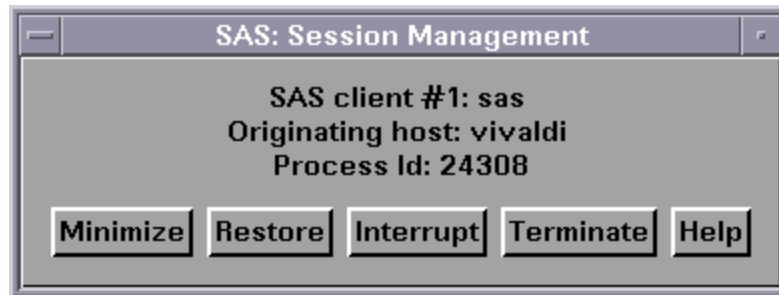 SAS: Session Management
SAS client #1: sas
Originating host: vivaldi
Process Id: 24308
Minimize Restore Interrupt Terminate Help